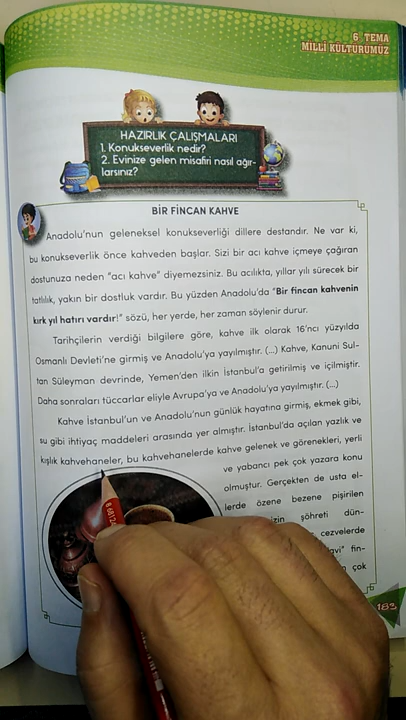 6. TEMA
MİLLÎ KÜLTÜRÜMÜZ
HAZIRLIK ÇALIŞMALARI
1. Konukseverlik nedir?
2. Evinize gelen misafiri nasıl ağır-
larsınız?
BİR FİNCAN KAHVE
Anadolu'nun geleneksel konukseverliği dillere destandır. Ne var ki,
bu konukseverlik önce kahveden başlar. Sizi bir acı kahve içmeye çağıran
dostunuza neden "acı kahve" diyemezsiniz. Bu acılıkta, yıllar yılı sürecek bir
tatlılık, yakın bir dostluk vardır. Bu yüzden Anadolu'da "Bir fincan kahvenin
kırk yıl hatırı vardır!" sözü, her yerde, her zaman söylenir durur.
Tarihçilerin verdiği bilgilere göre, kahve ilk olarak 16'ncı yüzyılda
Osmanlı Devleti'ne girmiş ve Anadolu'ya yayılmıştır. (...) Kahve, Kanuni Sul-
tan Süleyman devrinde, Yemen'den ilkin İstanbul'a getirilmiş ve içilmiştir.
Daha sonraları tüccarlar eliyle Avrupa'ya ve Anadolu'ya yayılmıştır. (...)
Kahve İstanbul'un ve Anadolu'nun günlük hayatına girmiş, ekmek gibi,
su gibi ihtiyaç maddeleri arasında yer almıştır. İstanbul'da açılan yazlık ve
kışlık kahvehaneler, bu kahvehanelerde kahve gelenek ve görenekleri, yerli
ve yabancı pek çok yazara konu
olmuştur. Gerçekten de usta el-
lerde özene bezene pişirilen
şöhreti dün-
cezvelerde
fin-
çok
183